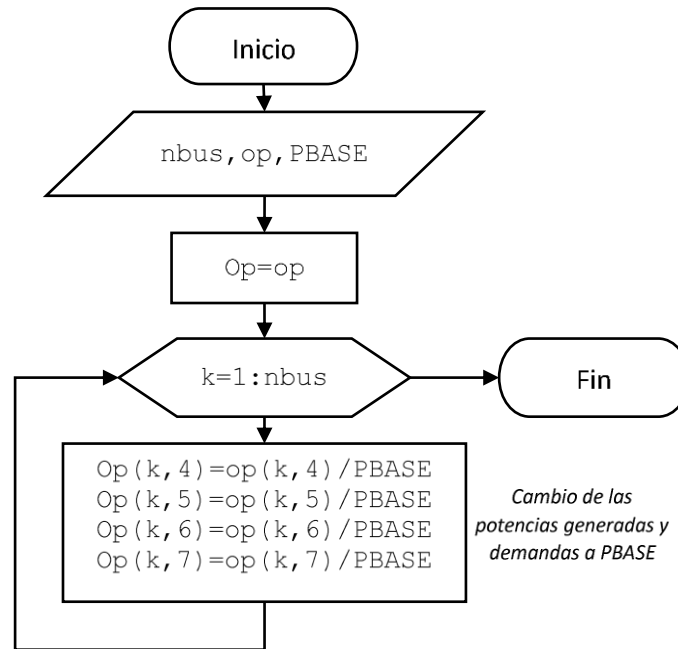 Inicio
nbus,op,PBASE
Op=op
k=1:nbus
Fin
Op(k,4)=op(k,4)/PBASE
Op(k,5)=op(k,5)/PBASE
Op(k,6)=op(k,6)/PBASE
Op(k,7)=op(k,7)/PBASE
Cambio de las
potencias generadas y
demandas a PBASE